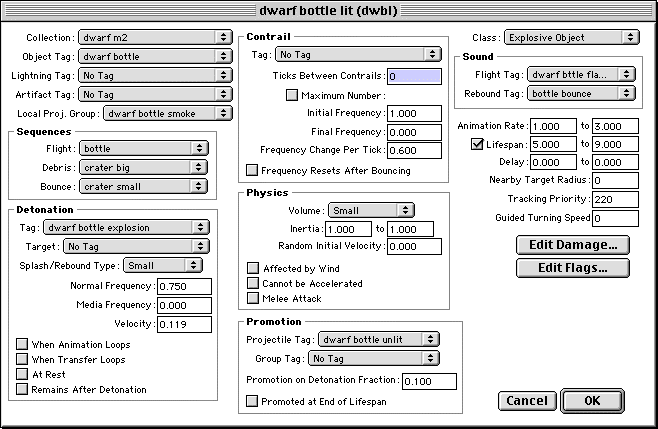 dwarf bottle lit (dwbl)
Collection: dwarf m2
Object Tag: dwarf bottle
Lightning Tag: No Tag
Artifact Tag: No Tag
Local Proj. Group: dwarf bottle smoke
Sequences
Flight: bottle
Debris: crater big
Bounce: crater small
Detonation
Tag: dwarf bottle explosion
Target: No Tag
Splash/Rebound Type: Small
Normal Frequency: 0.750
Media Frequency: 0.000
Velocity: 0.119
When Animation Loops
When Transfer Loops
At Rest
Remains After Detonation
Contrail
Tag: No Tag
Ticks Between Contrails: 0
Maximum Number:
Initial Frequency: 1.000
Final Frequency: 0.000
Frequency Change Per Tick: 0.600
Frequency Resets After Bouncing
Physics
Volume: Small
Inertia: 1.000 to 1.000
Random Initial Velocity: 0.000
Affected by Wind
Cannot be Accelerated
Melee Attack
Promotion
Projectile Tag: dwarf bottle unlit
Group Tag: No Tag
Promotion on Detonation Fraction: 0.100
Promoted at End of Lifespan
Class: Explosive Object
Sound
Flight Tag: dwarf bttle fla...
Rebound Tag: bottle bounce
Animation Rate: 1.000 to 3.000
Lifespan: 5.000 to 9.000
Delay: 0.000 to 0.000
Nearby Target Radius: 0
Tracking Priority: 220
Guided Turning Speed 0
Edit Damage...
Edit Flags...
Cancel OK